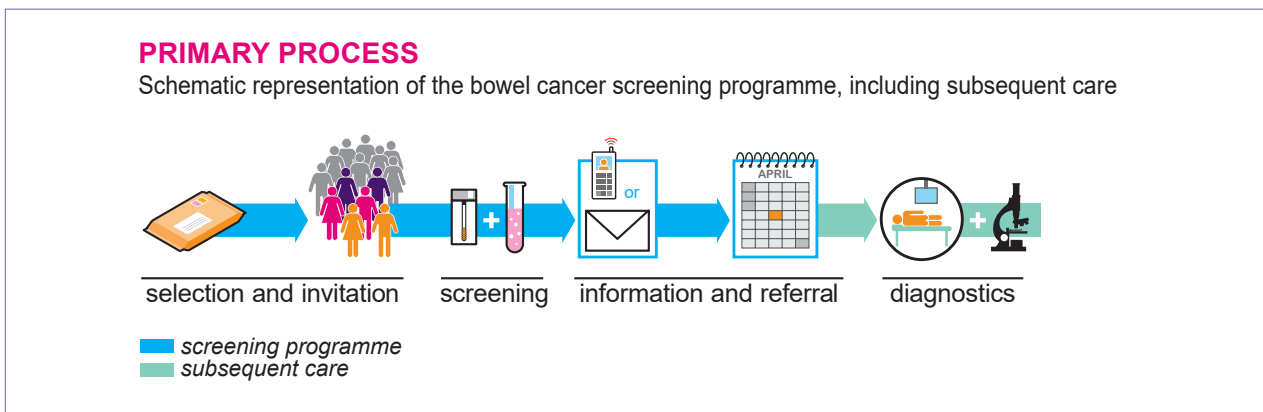 PRIMARY PROCESS
Schematic representation of the bowel cancer screening programme, including subsequent care
or
APRIL
selection and invitation
screening
information and referral
diagnostics
screening programme
subsequent care